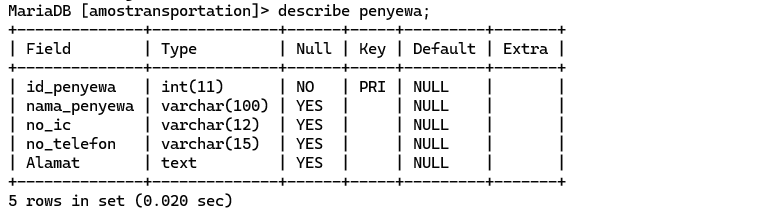 MariaDB [amostransportation]> describe penyewa;
+--------------+--------------+------+-----+---------+-------+
| Field        | Type         | Null | Key | Default | Extra |
+--------------+--------------+------+-----+---------+-------+
| id_penyewa   | int(11)      | NO   | PRI | NULL    |       |
| nama_penyewa | varchar(100) | YES  |     | NULL    |       |
| no_ic        | varchar(12)  | YES  |     | NULL    |       |
| no_telefon   | varchar(15)  | YES  |     | NULL    |       |
| Alamat       | text         | YES  |     | NULL    |       |
+--------------+--------------+------+-----+---------+-------+
5 rows in set (0.020 sec)